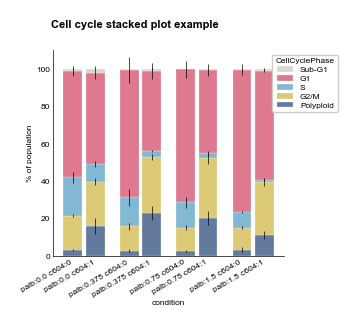 Cell cycle stacked plot example
CellCyclePhase
Sub-G1
G1
S
G2/M
Polyploid
% of population
100
80
60
40
20
0
palb:0.0 c604:0
palb:0.0 c604:1
palb:0.375 c604:0
palb:0.375 c604:1
palb:0.75 c604:0
palb:0.75 c604:1
palb:1.5 c604:0
palb:1.5 c604:1
condition